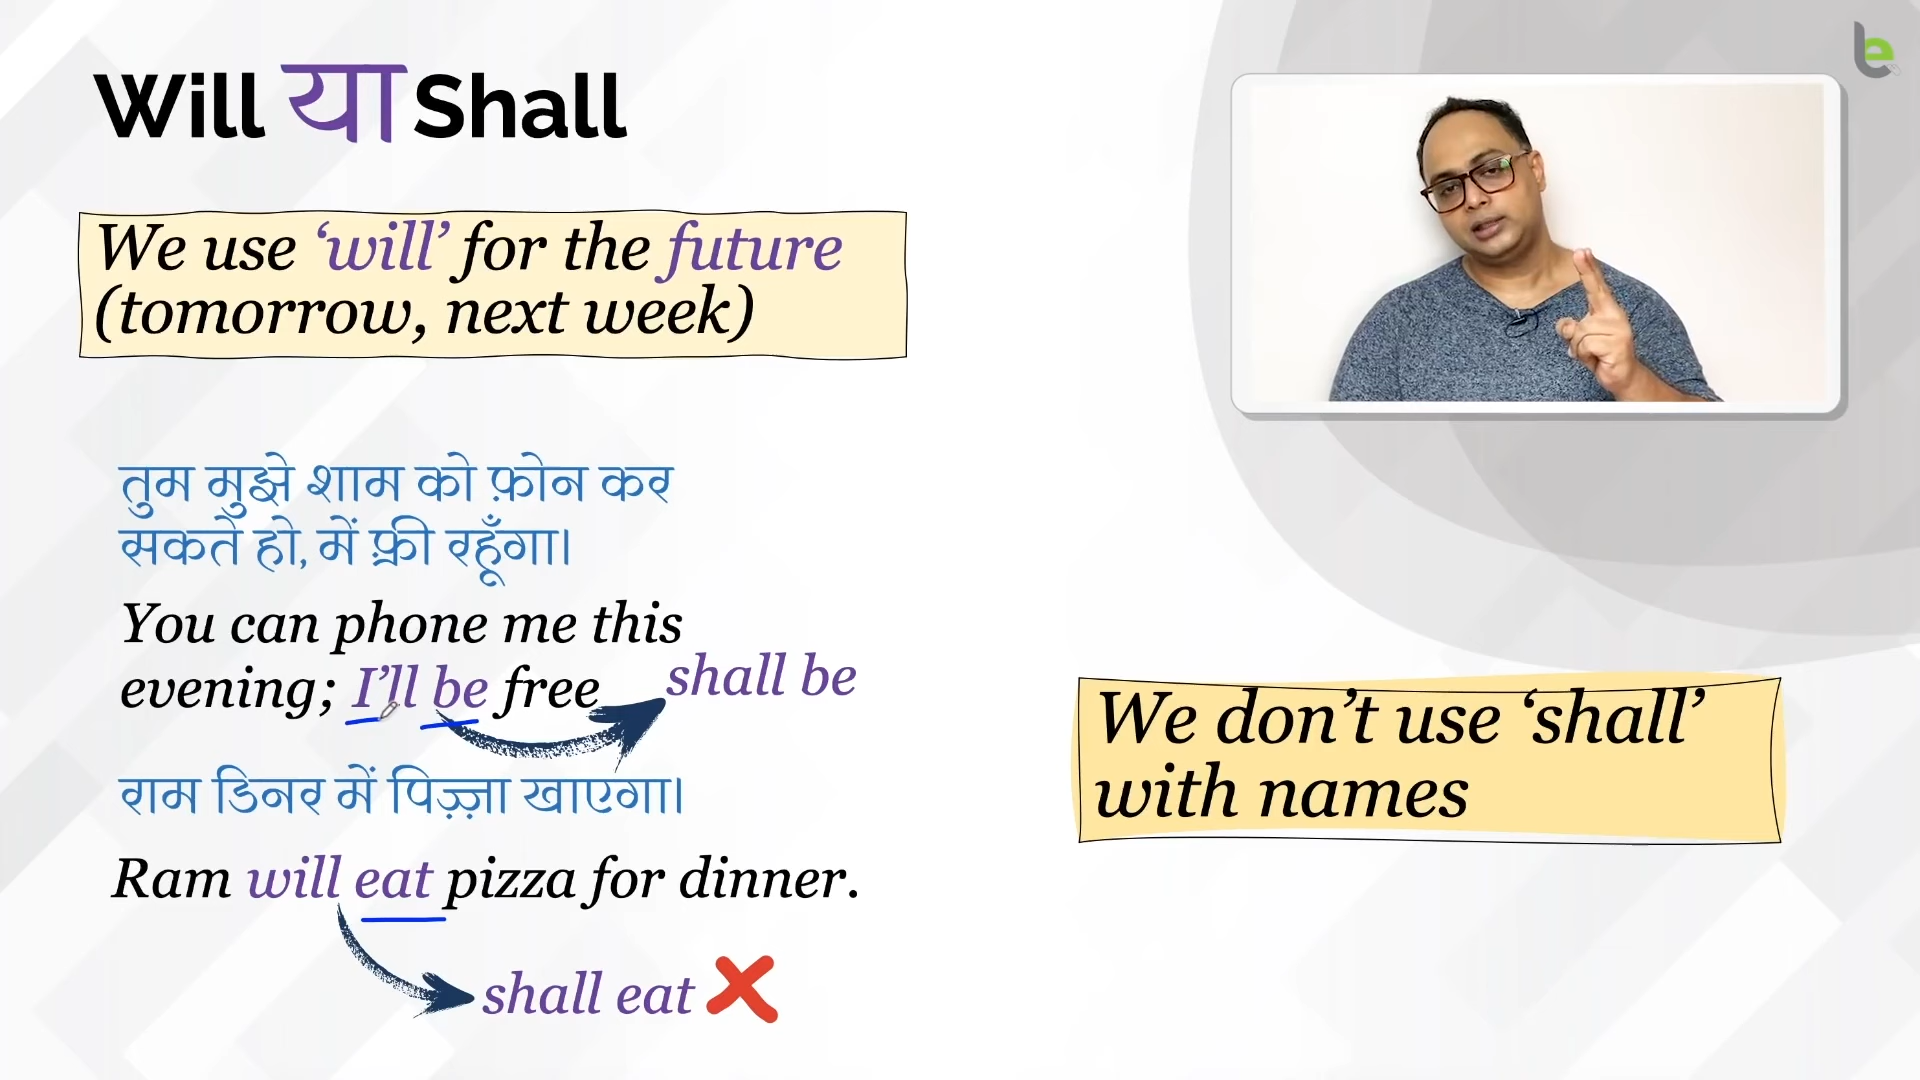 Will या Shall
We use ‘will’ for the future
(tomorrow, next week)
तुम मुझे शाम को फ़ोन कर
सकते हो, में फ़्री रहूँगा।
You can phone me this
evening; I’ll be free
shall be
राम डिनर में पिज़्ज़ा खाएगा।
Ram will eat pizza for dinner.
shall eat
We don’t use ‘shall’
with names